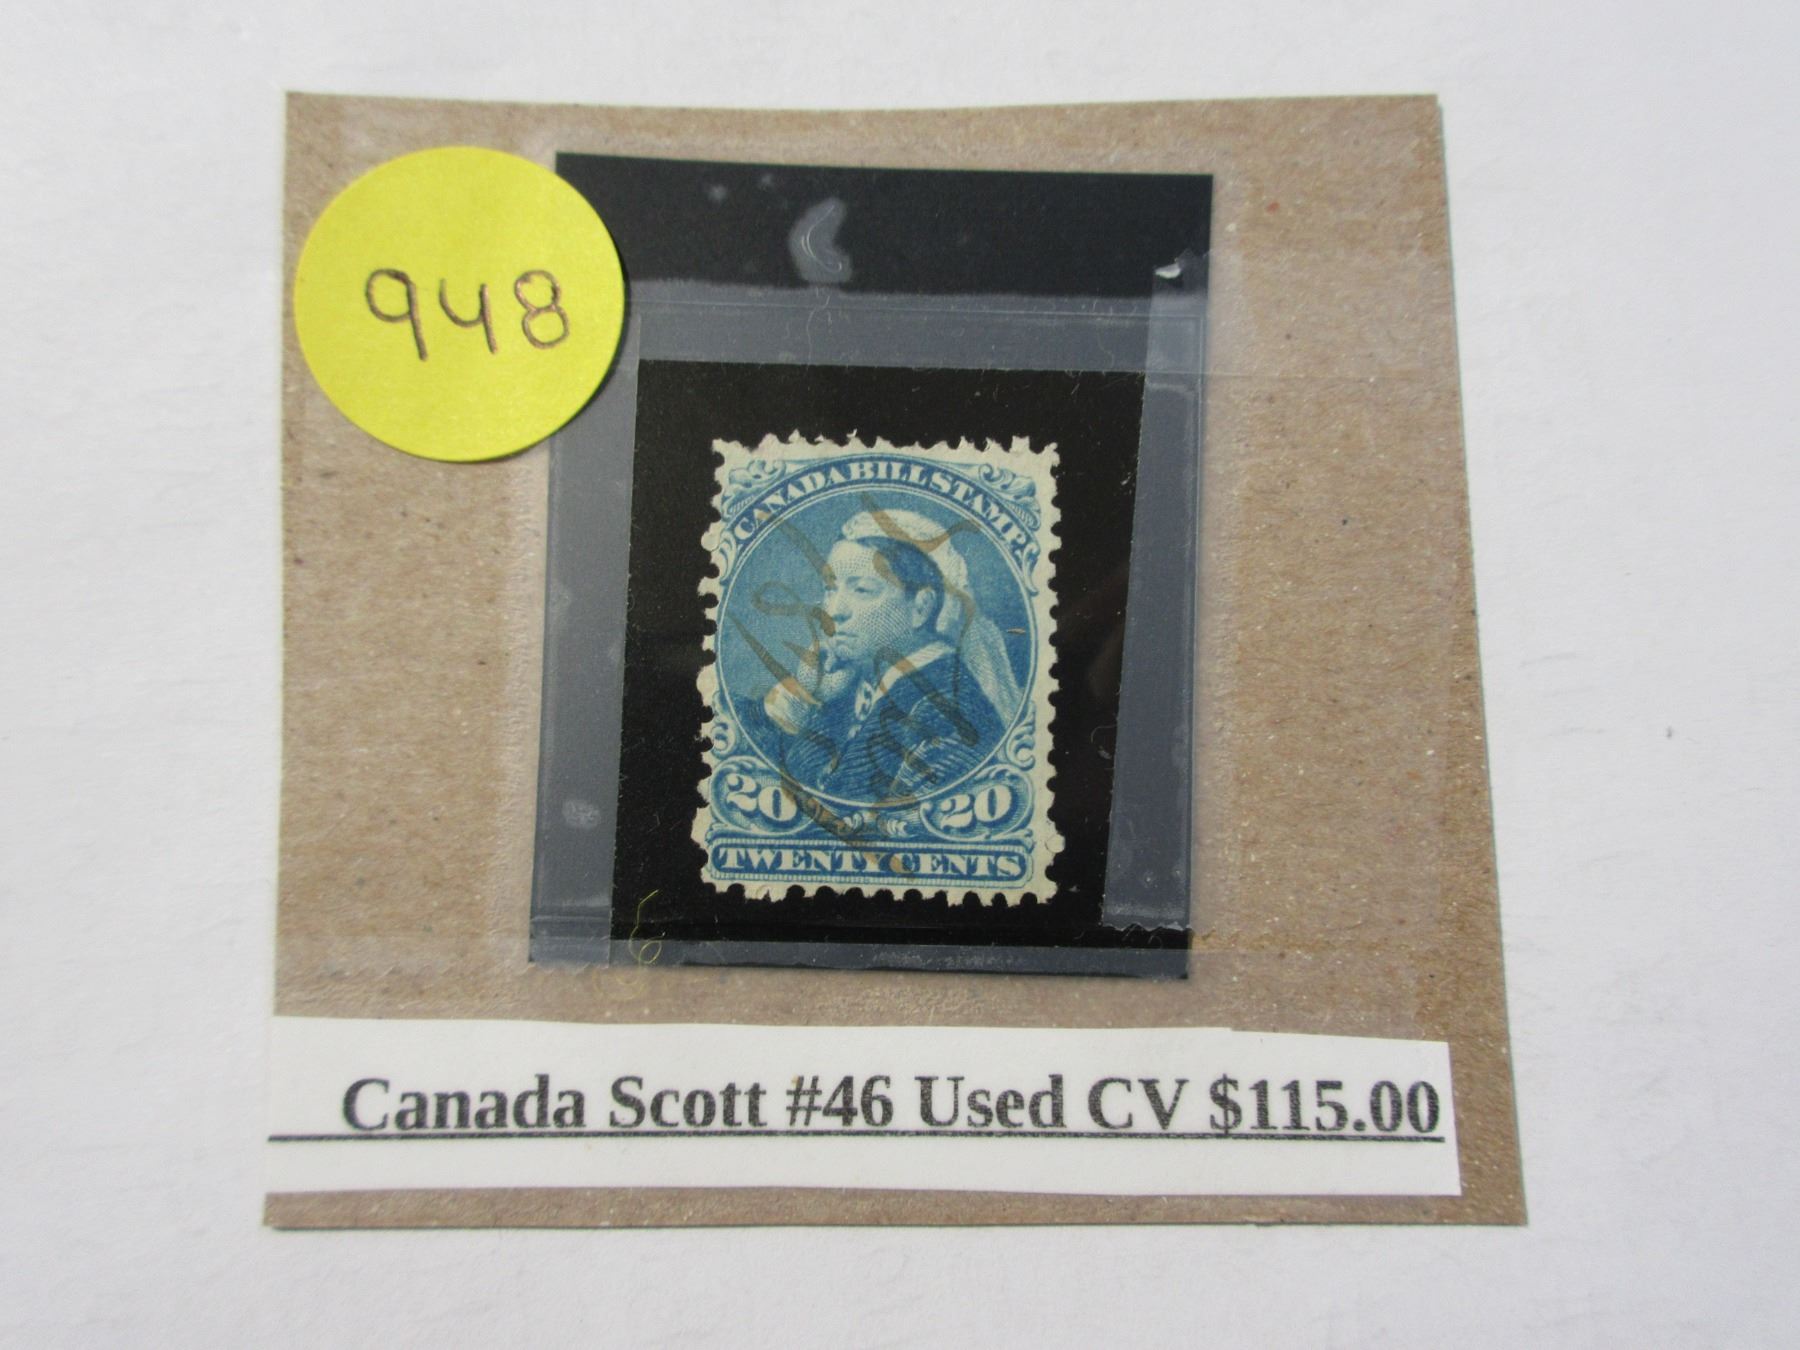 948
CANADA BILL STAMP
20 20
TWENTY CENTS
Canada Scott #46 Used CV $115.00